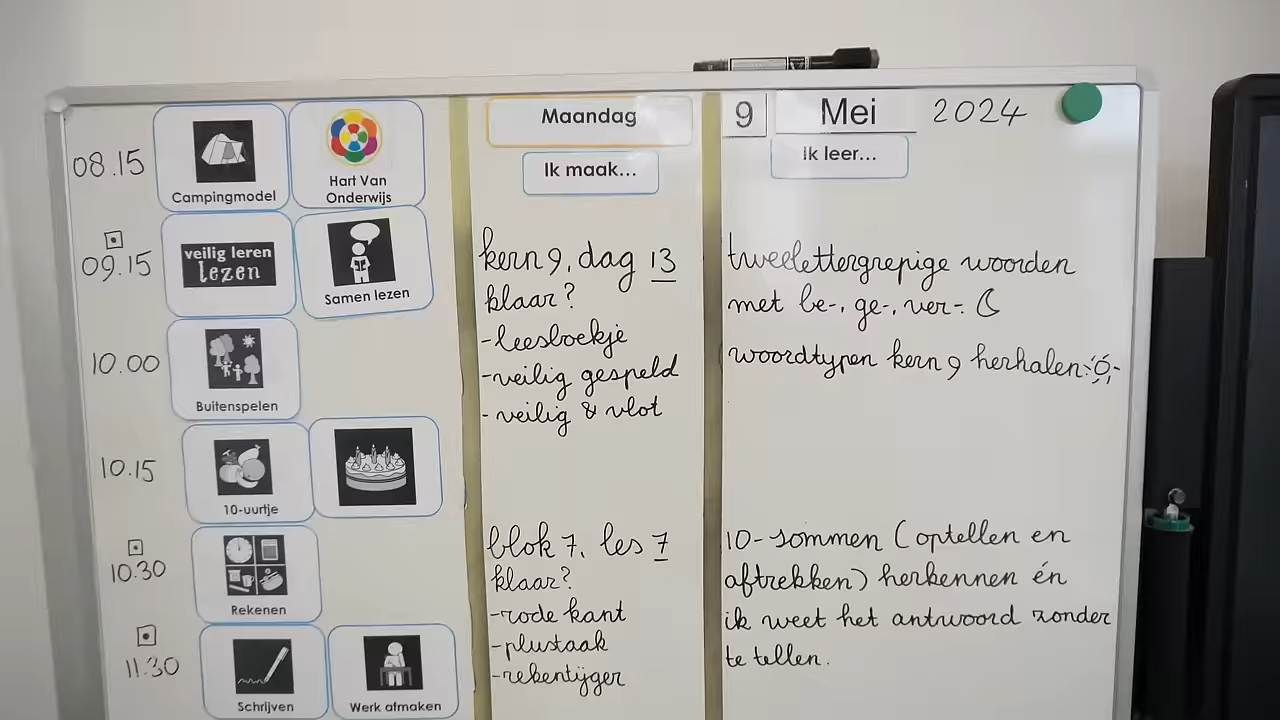 Maandag
9 Mei 2024
Ik maak...
Ik leer...
08.15
Campingmodel
Hart Van
Onderwijs
09.15
veilig leren
lezen
Samen lezen
kern 9, dag 13
klaar?
-leesboekje
-veilig gespeld
- veilig & vlot
tweelettergrepige woorden
met be-, ge-, ver-.
woordtypen kern 9 herhalen
10.00
Buitenspelen
10.15
10-uurtje
10.30
Rekenen
blok 7, les 7
klaar?
-rode kant
-plustaak
-rekentijger
10-sommen (optellen en
aftrekken) herkennen én
ik weet het antwoord zonder
te tellen.
11.30
Schrijven
Werk afmaken